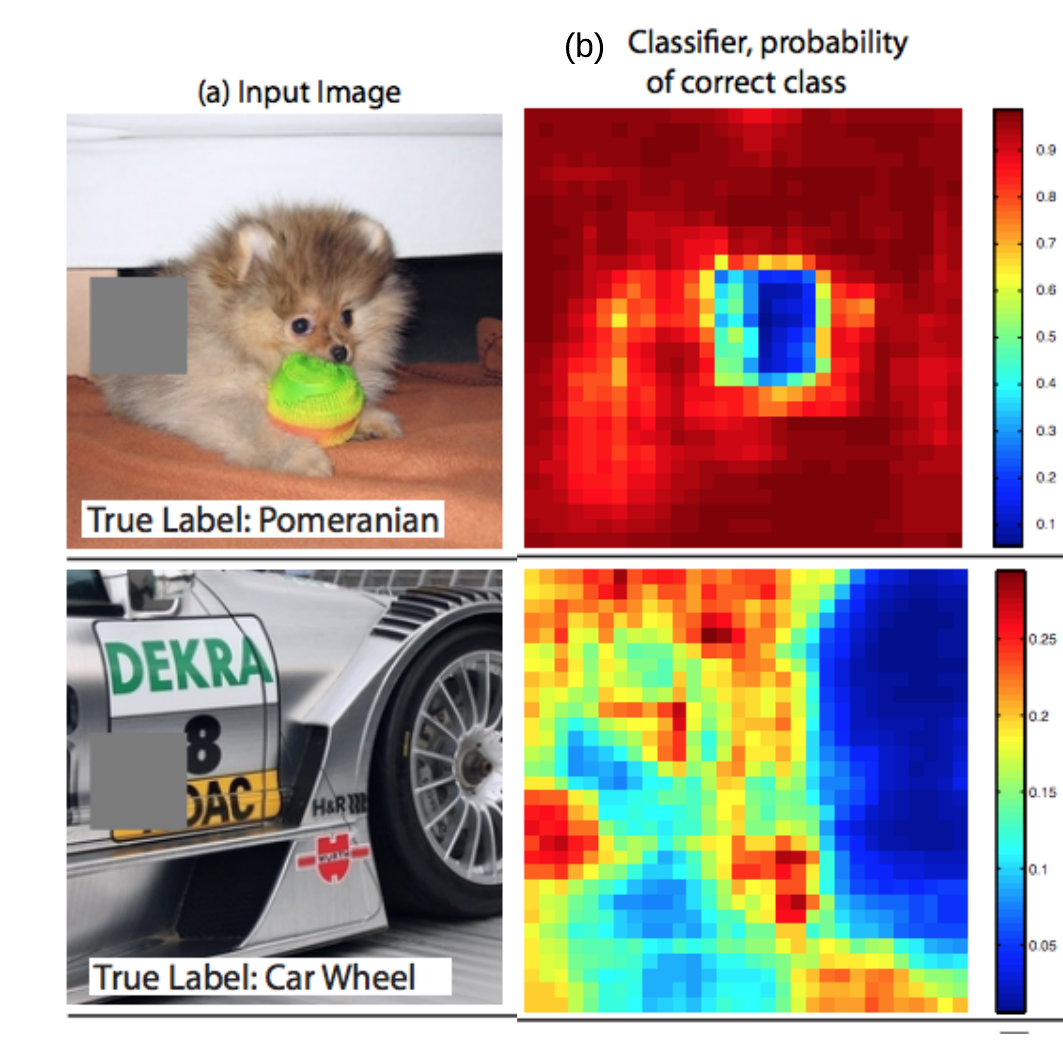 (b) Classifier, probability
of correct class
(a) Input Image
0.9
0.8
0.7
0.6
0.5
0.4
0.3
0.2
0.1
True Label: Pomeranian
DEKRA
8
DAC
H&R
WÜRTH
0.25
0.2
0.15
0.1
0.05
True Label: Car Wheel